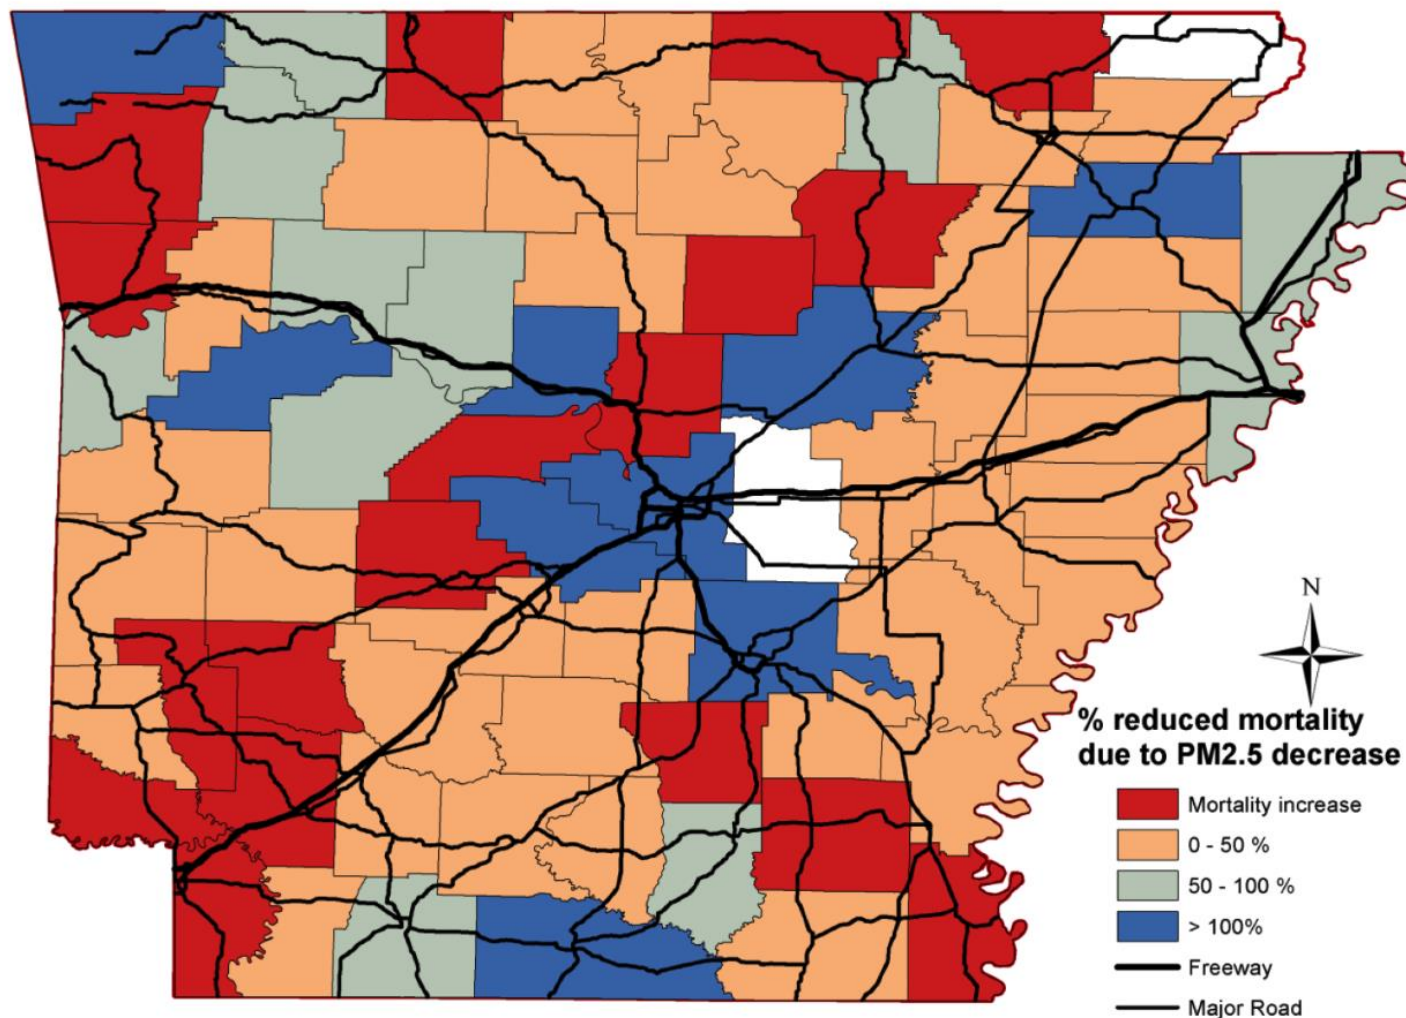 N
% reduced mortality
due to PM2.5 decrease
Mortality increase
0 - 50 %
50 - 100 %
> 100%
Freeway
Major Road